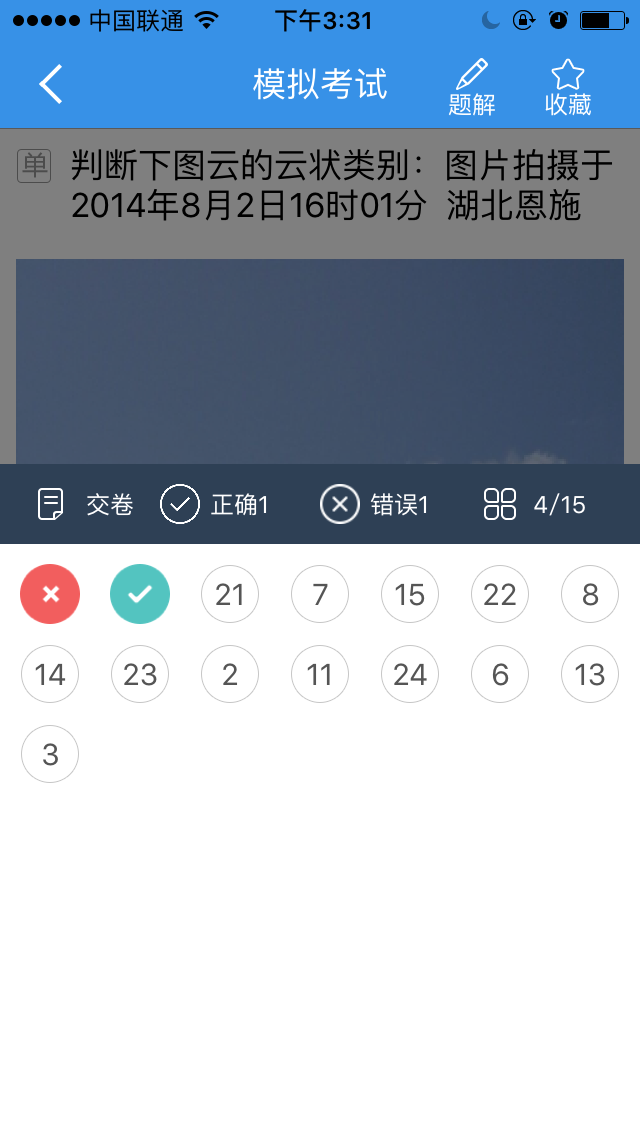 中国联通 下午3:31
模拟考试 题解 收藏
单 判断下图云的云状类别：图片拍摄于
2014年8月2日16时01分 湖北恩施
交卷 正确1 错误1 4/15
21 7 15 22 8
14 23 2 11 24 6 13
3